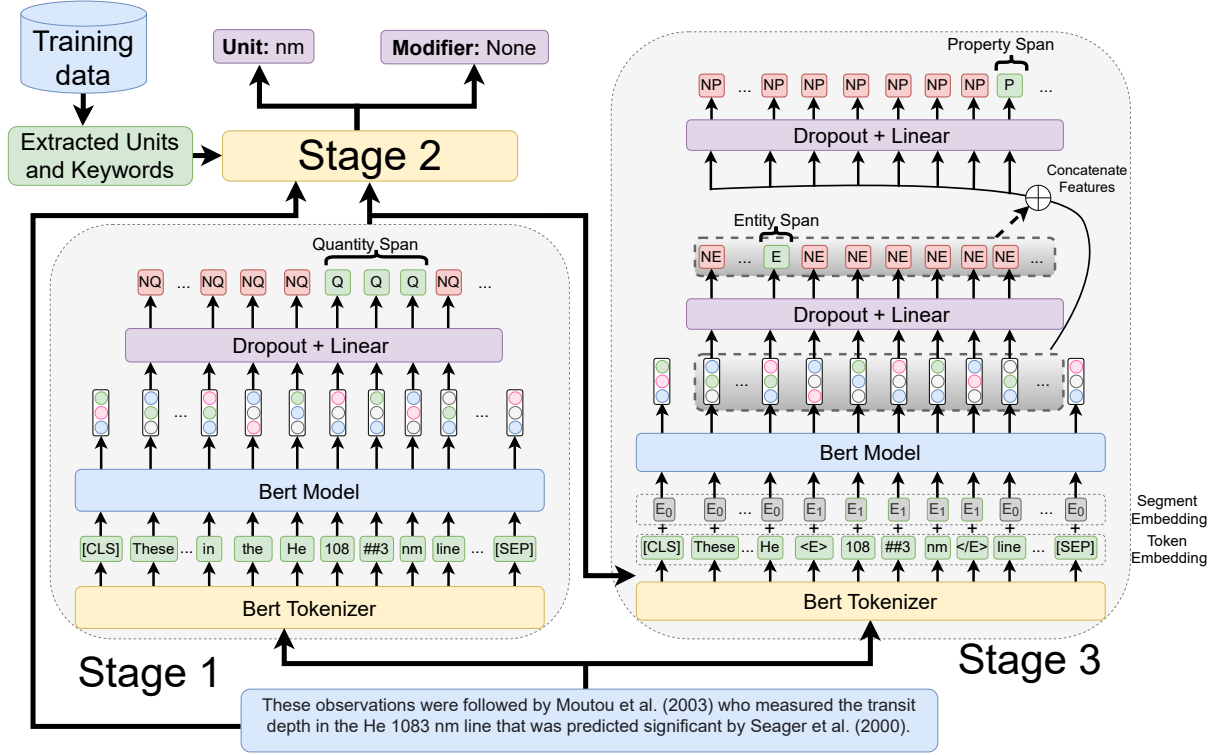 Training
data
Extracted Units
and Keywords
Unit: nm
Modifier: None
Stage 2
Quantity Span
NQ ... NQ NQ NQ Q Q Q NQ ...
Dropout + Linear
... ...
Bert Model
[CLS] These ... in the He 108 ##3 nm line ... [SEP]
Bert Tokenizer
Stage 1
Property Span
NP ... NP NP NP NP NP NP P ...
Dropout + Linear
Concatenate
Features
Entity Span
NE ... E NE NE NE NE NE NE ...
Dropout + Linear
... ...
Bert Model
E0 E0 ... E0 E1 E1 E1 E1 E1 E0 ... E0
Segment
Embedding
+ + + + + + + + + +
[CLS] These ... He <E> 108 ##3 nm </E> line ... [SEP]
Token
Embedding
Bert Tokenizer
Stage 3
These observations were followed by Moutou et al. (2003) who measured the transit
depth in the He 1083 nm line that was predicted significant by Seager et al. (2000).